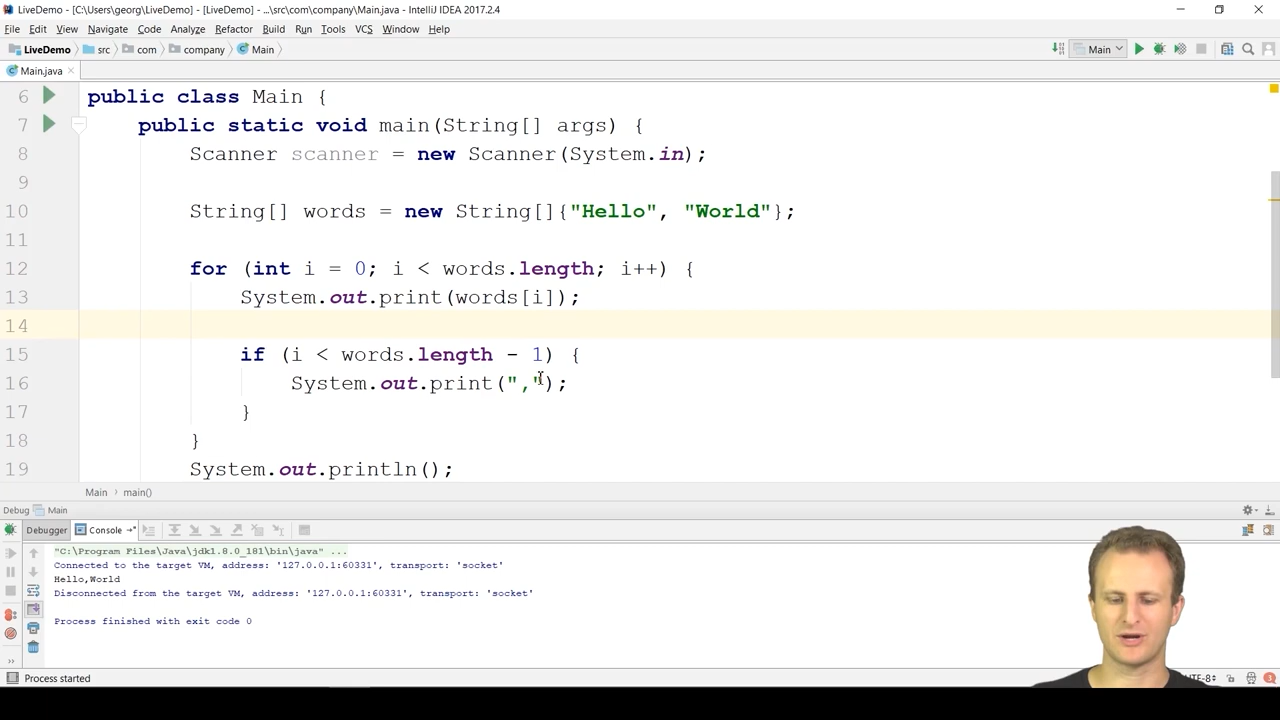 LiveDemo - [C:\Users\georg\LiveDemo] - [LiveDemo] - ...\src\com\company\Main.java - IntelliJ IDEA 2017.2.4
File Edit View Navigate Code Analyze Refactor Build Run Tools VCS Window Help
LiveDemo src com company Main Main
Main.java
6 public class Main {
7 public static void main(String[] args) {
8 Scanner scanner = new Scanner(System.in);
9
10 String[] words = new String[]{"Hello", "World"};
11
12 for (int i = 0; i < words.length; i++) {
13 System.out.print(words[i]);
14
15 if (i < words.length - 1) {
16 System.out.print(",");
17 }
18 }
19 System.out.println();
Main main()
Debug Main
Debugger Console
"C:\Program Files\Java\jdk1.8.0_181\bin\java" ...
Connected to the target VM, address: '127.0.0.1:60331', transport: 'socket'
Hello,World
Disconnected from the target VM, address: '127.0.0.1:60331', transport: 'socket'
Process finished with exit code 0
Process started UTF-8